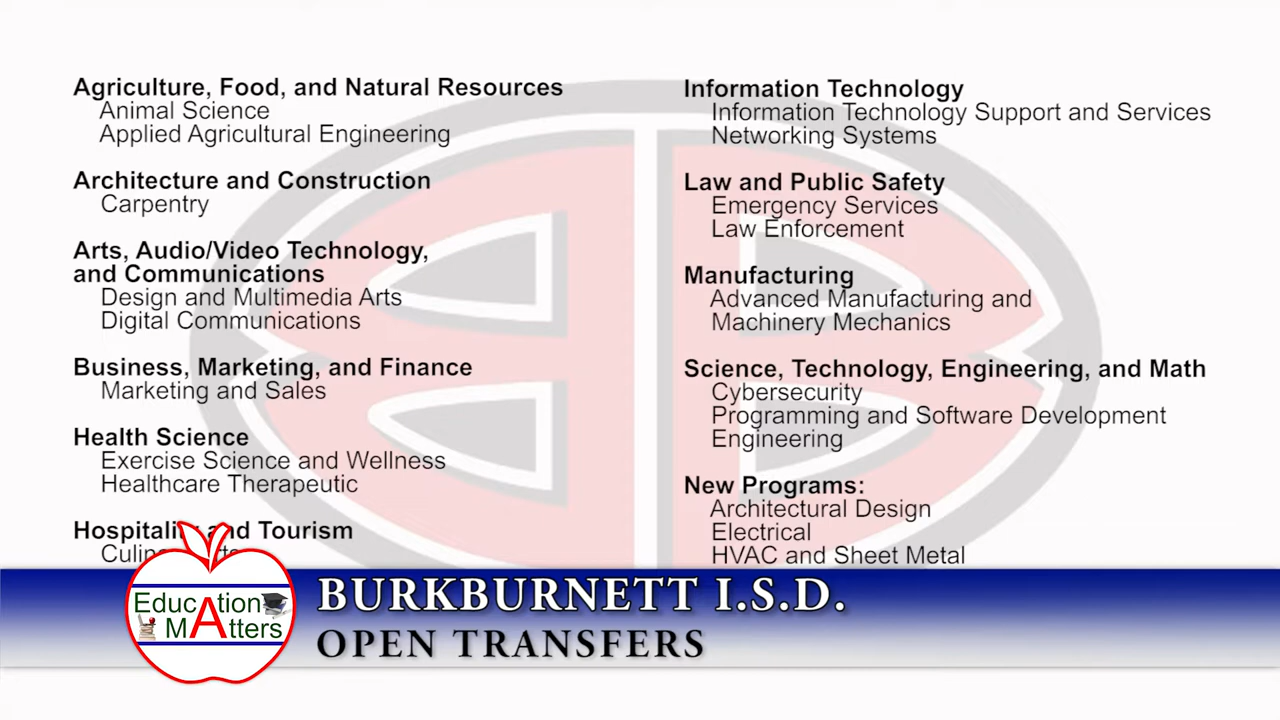 Agriculture, Food, and Natural Resources
Animal Science
Applied Agricultural Engineering
Architecture and Construction
Carpentry
Arts, Audio/Video Technology,
and Communications
Design and Multimedia Arts
Digital Communications
Business, Marketing, and Finance
Marketing and Sales
Health Science
Exercise Science and Wellness
Healthcare Therapeutic
Hospitality and Tourism
Information Technology
Information Technology Support and Services
Networking Systems
Law and Public Safety
Emergency Services
Law Enforcement
Manufacturing
Advanced Manufacturing and
Machinery Mechanics
Science, Technology, Engineering, and Math
Cybersecurity
Programming and Software Development
Engineering
New Programs:
Architectural Design
Electrical
HVAC and Sheet Metal
Education
MAtters
BURKBURNETT I.S.D.
OPEN TRANSFERS